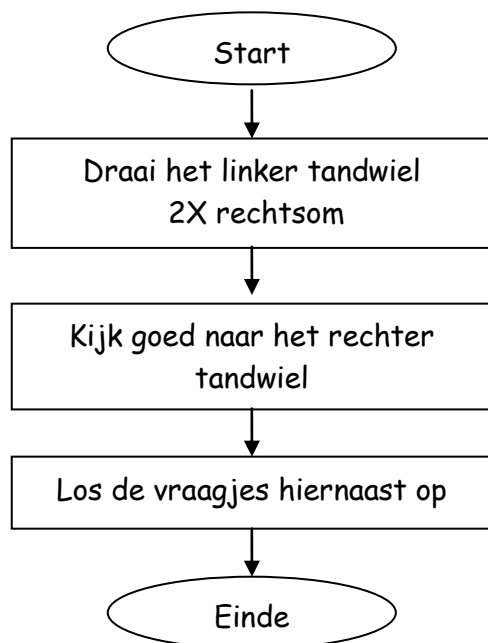 Start
Draai het linker tandwiel
2X rechtsom
Kijk goed naar het rechter
tandwiel
Los de vraagjes hiernaast op
Einde